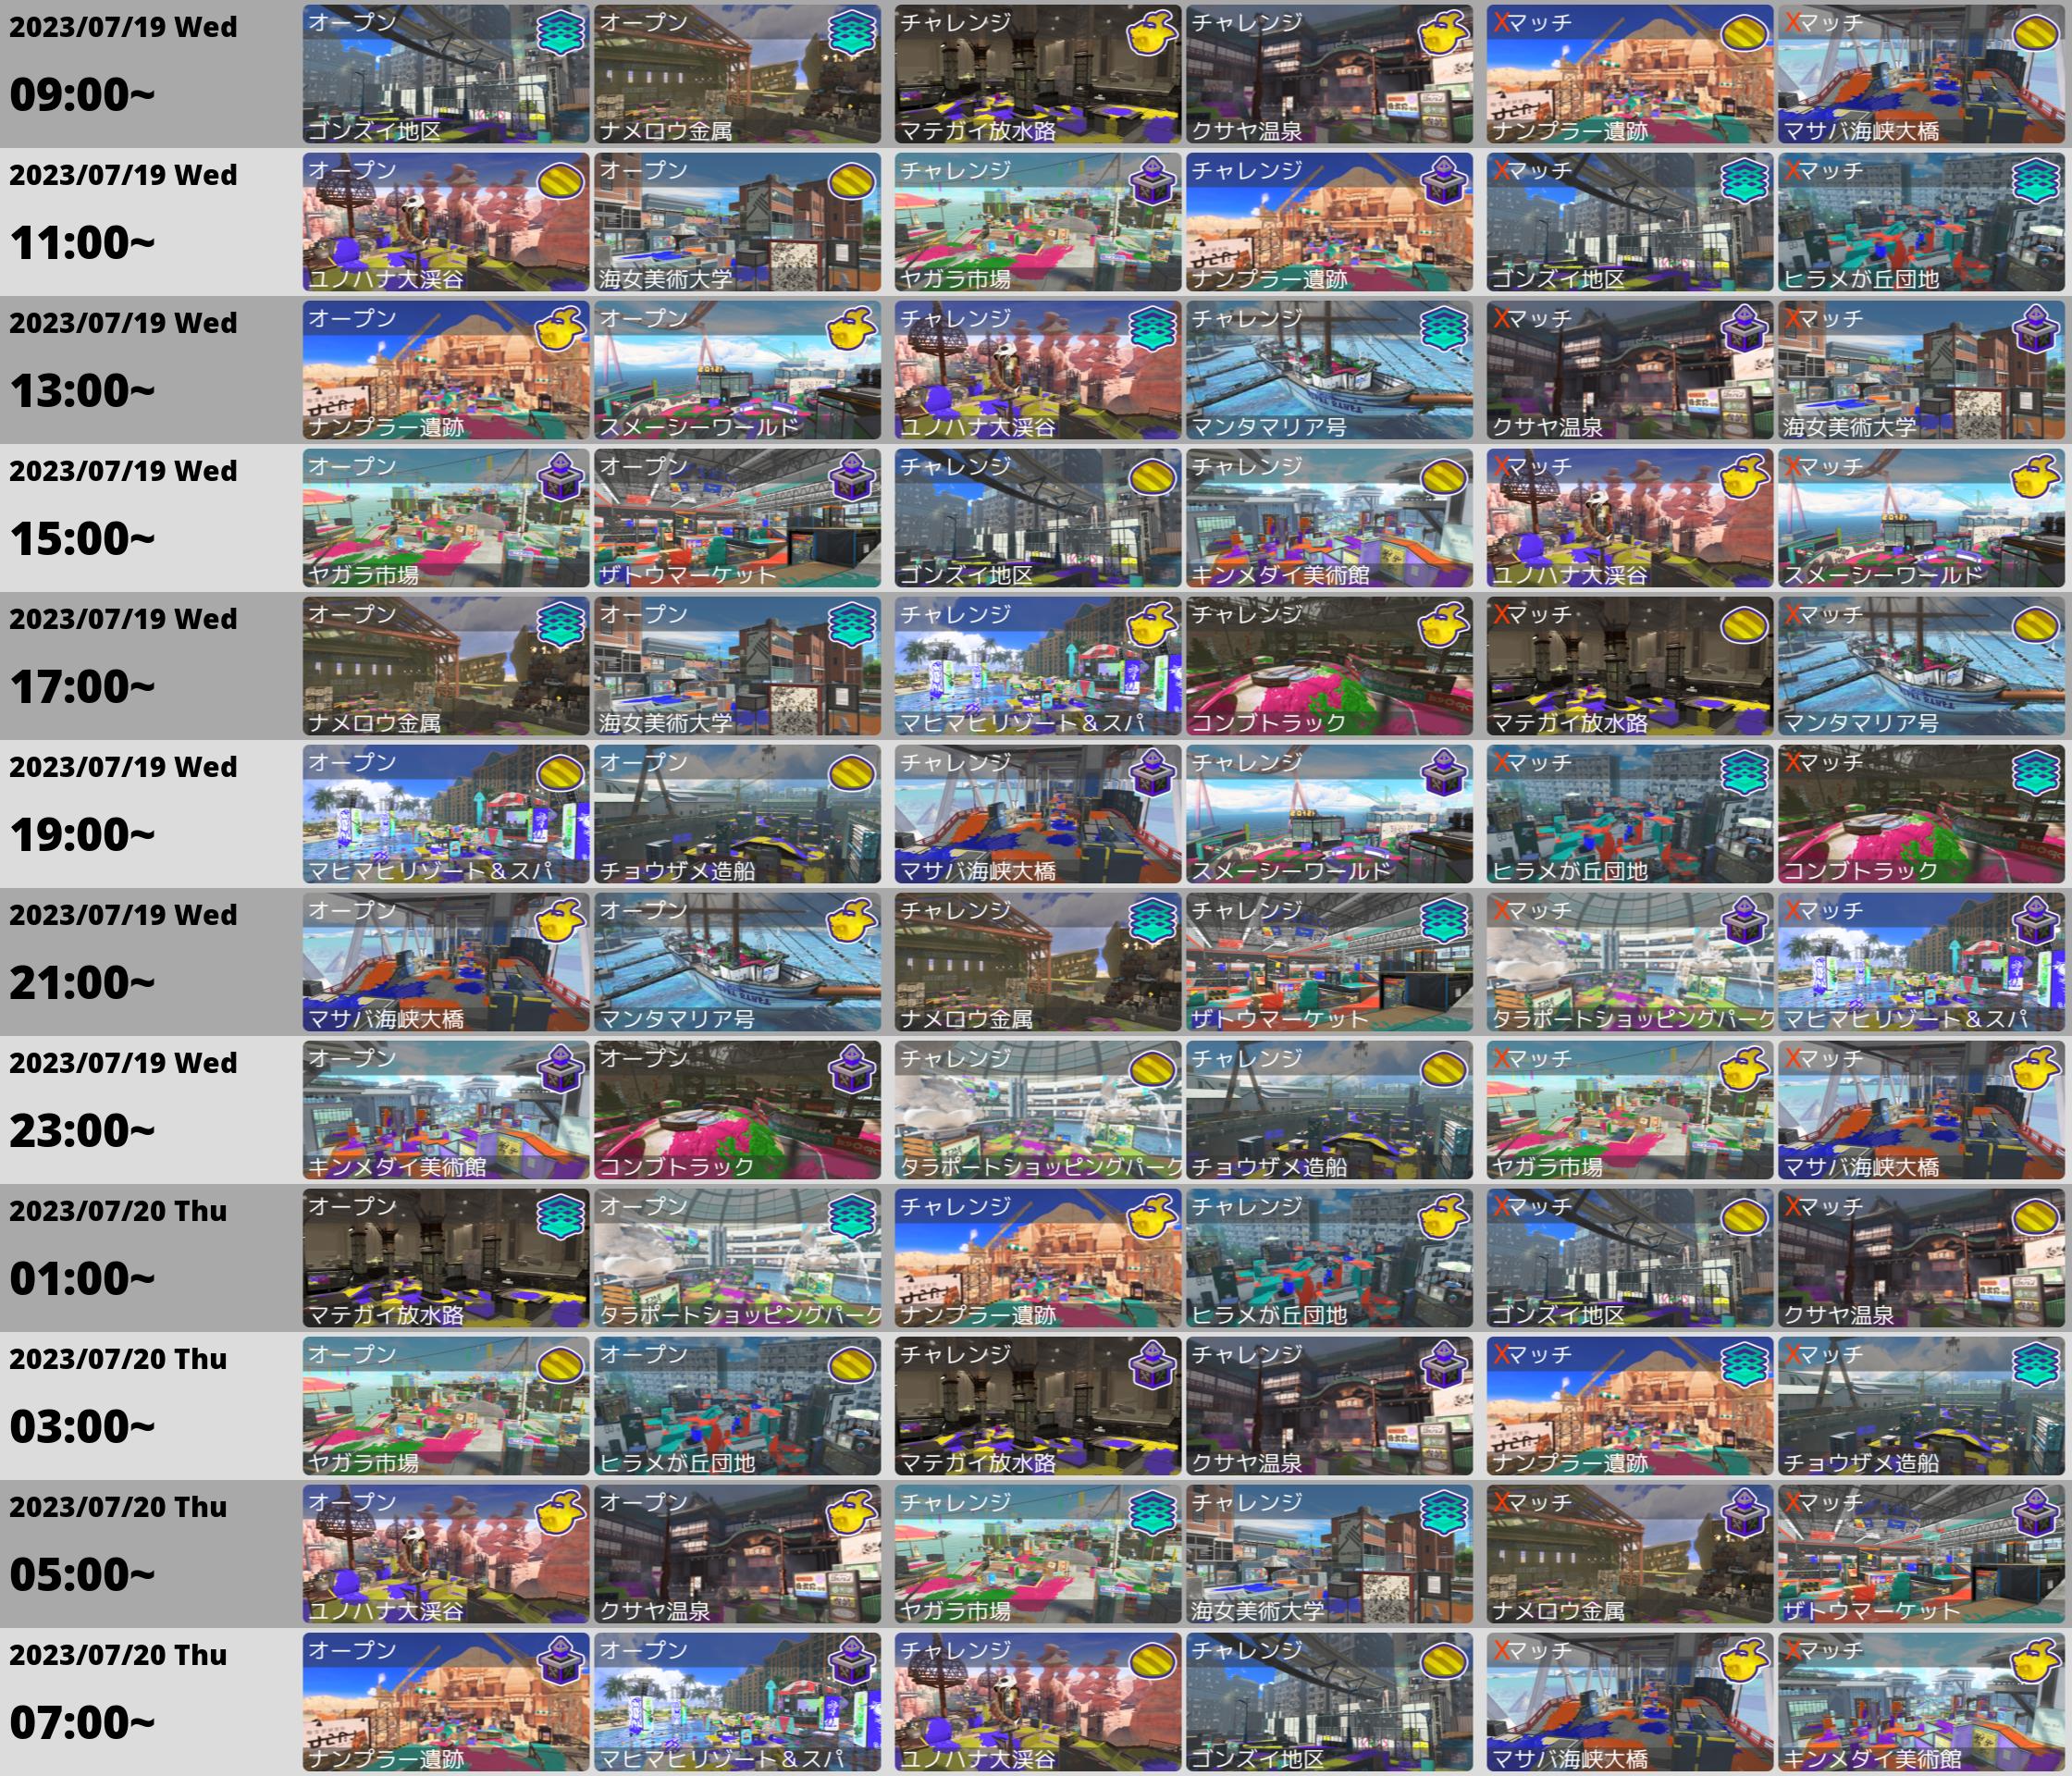 2023/07/19 Wed
09:00~
オープン オープン チャレンジ チャレンジ Xマッチ Xマッチ
ゴンズイ地区 ナメロウ金属 マテガイ放水路 クサヤ温泉 ナンプラー遺跡 マサバ海峡大橋
2023/07/19 Wed
11:00~
オープン オープン チャレンジ チャレンジ Xマッチ Xマッチ
ユノハナ大渓谷 海女美術大学 ヤガラ市場 ナンプラー遺跡 ゴンズイ地区 ヒラメが丘団地
2023/07/19 Wed
13:00~
オープン オープン チャレンジ チャレンジ Xマッチ Xマッチ
ナンプラー遺跡 スメーシーワールド ユノハナ大渓谷 マンタマリア号 クサヤ温泉 海女美術大学
2023/07/19 Wed
15:00~
オープン オープン チャレンジ チャレンジ Xマッチ Xマッチ
ヤガラ市場 ザトウマーケット ゴンズイ地区 キンメダイ美術館 ユノハナ大渓谷 スメーシーワールド
2023/07/19 Wed
17:00~
オープン オープン チャレンジ チャレンジ Xマッチ Xマッチ
ナメロウ金属 海女美術大学 マヒマヒリゾート&スパ コンブトラック マテガイ放水路 マンタマリア号
2023/07/19 Wed
19:00~
オープン オープン チャレンジ チャレンジ Xマッチ Xマッチ
マヒマヒリゾート&スパ チョウザメ造船 マサバ海峡大橋 スメーシーワールド ヒラメが丘団地 コンブトラック
2023/07/19 Wed
21:00~
オープン オープン チャレンジ チャレンジ Xマッチ Xマッチ
マサバ海峡大橋 マンタマリア号 ナメロウ金属 ザトウマーケット タラポートショッピングパーク マヒマヒリゾート&スパ
2023/07/19 Wed
23:00~
オープン オープン チャレンジ チャレンジ Xマッチ Xマッチ
キンメダイ美術館 コンブトラック タラポートショッピングパーク チョウザメ造船 ヤガラ市場 マサバ海峡大橋
2023/07/20 Thu
01:00~
オープン オープン チャレンジ チャレンジ Xマッチ Xマッチ
マテガイ放水路 タラポートショッピングパーク ナンプラー遺跡 ヒラメが丘団地 ゴンズイ地区 クサヤ温泉
2023/07/20 Thu
03:00~
オープン オープン チャレンジ チャレンジ Xマッチ Xマッチ
ヤガラ市場 ヒラメが丘団地 マテガイ放水路 クサヤ温泉 ナンプラー遺跡 チョウザメ造船
2023/07/20 Thu
05:00~
オープン オープン チャレンジ チャレンジ Xマッチ Xマッチ
ユノハナ大渓谷 クサヤ温泉 ヤガラ市場 海女美術大学 ナメロウ金属 ザトウマーケット
2023/07/20 Thu
07:00~
オープン オープン チャレンジ チャレンジ Xマッチ Xマッチ
ナンプラー遺跡 マヒマヒリゾート&スパ ユノハナ大渓谷 ゴンズイ地区 マサバ海峡大橋 キンメダイ美術館